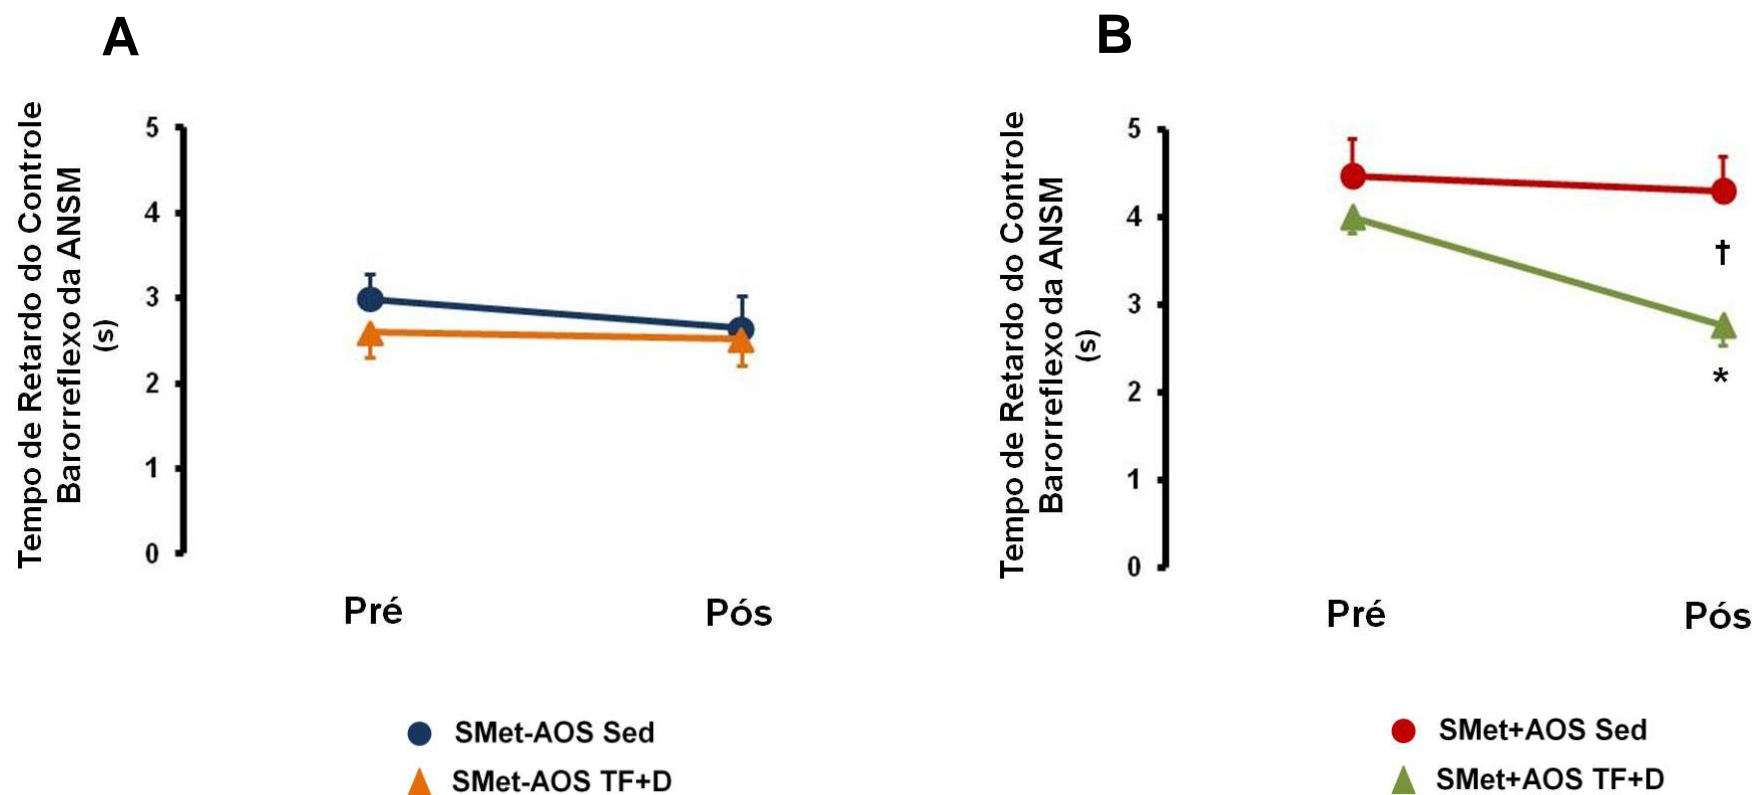 A
Tempo de Retardo do Controle
Barorreflexo da ANSM
(s)
5
4
3
2
1
0
Pré
Pós
SMet-AOS Sed
SMet-AOS TF+D
B
Tempo de Retardo do Controle
Barorreflexo da ANSM
(s)
5
4
3
2
1
0
†
*
Pré
Pós
SMet+AOS Sed
SMet+AOS TF+D